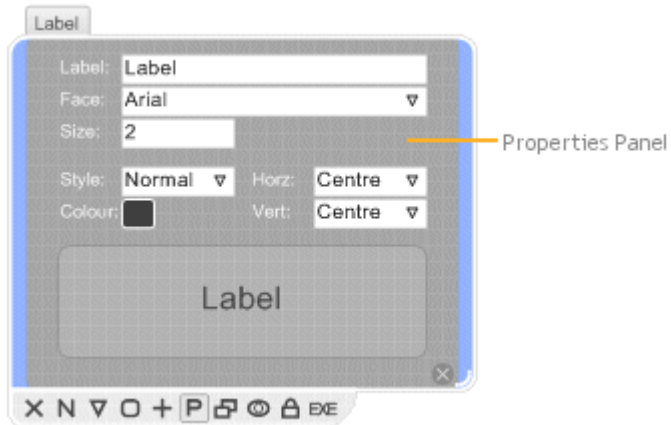 Label
Label: Label
Face: Arial
Size: 2
Properties Panel
Style: Normal Horz: Centre
Colour: Vert: Centre
Label
X N P EXE